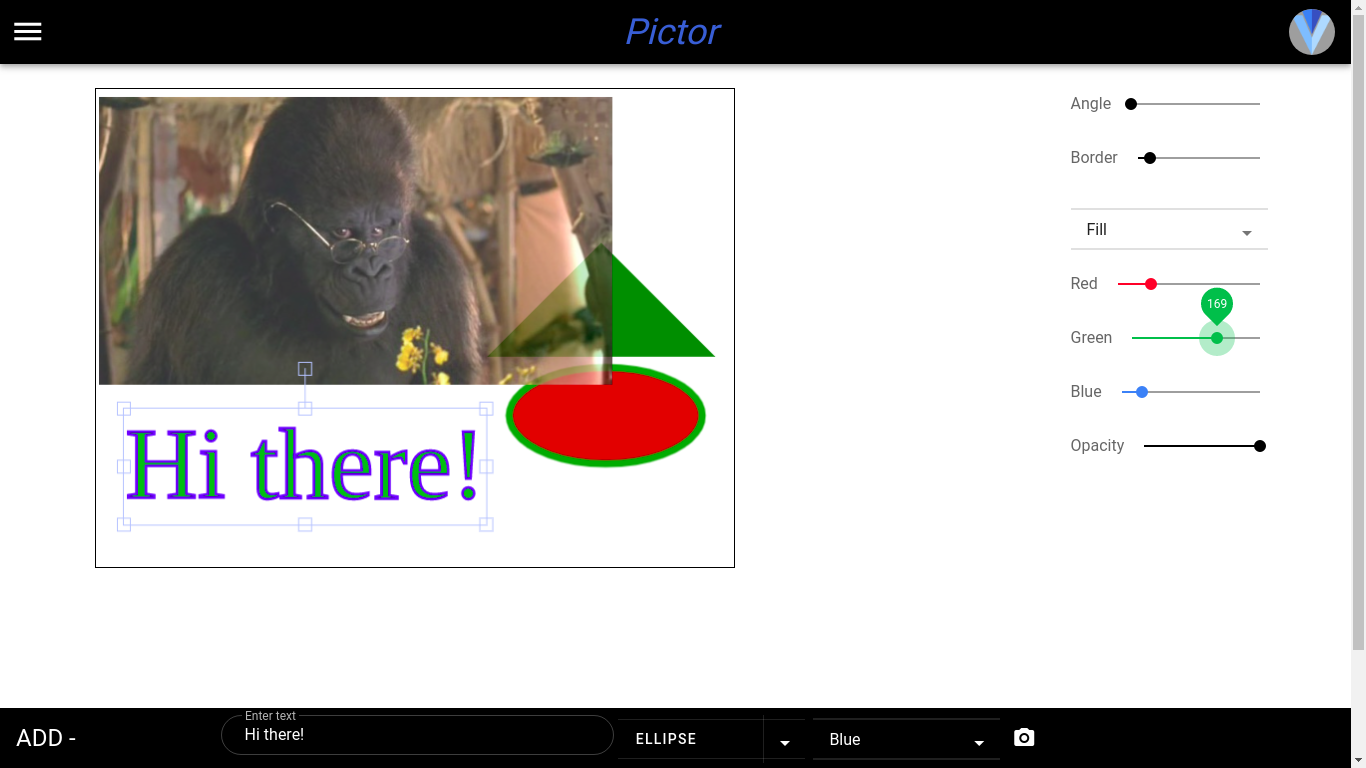 Pictor
Angle
Border
Fill
Red
169
Green
Blue
Opacity
Hi there!
ADD -
Enter text
Hi there!
ELLIPSE
Blue